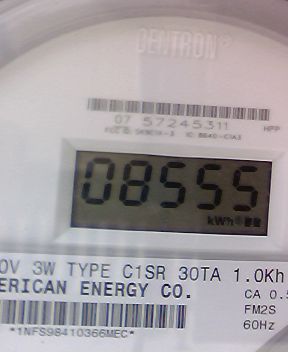 CENTRON®
07 57245311
HPP
08555
kWh
0V 3W TYPE C1SR 30TA 1.0Kh
ERICAN ENERGY CO.
CA 0.5
FM2S
60Hz
*1NFS98410366MEC*